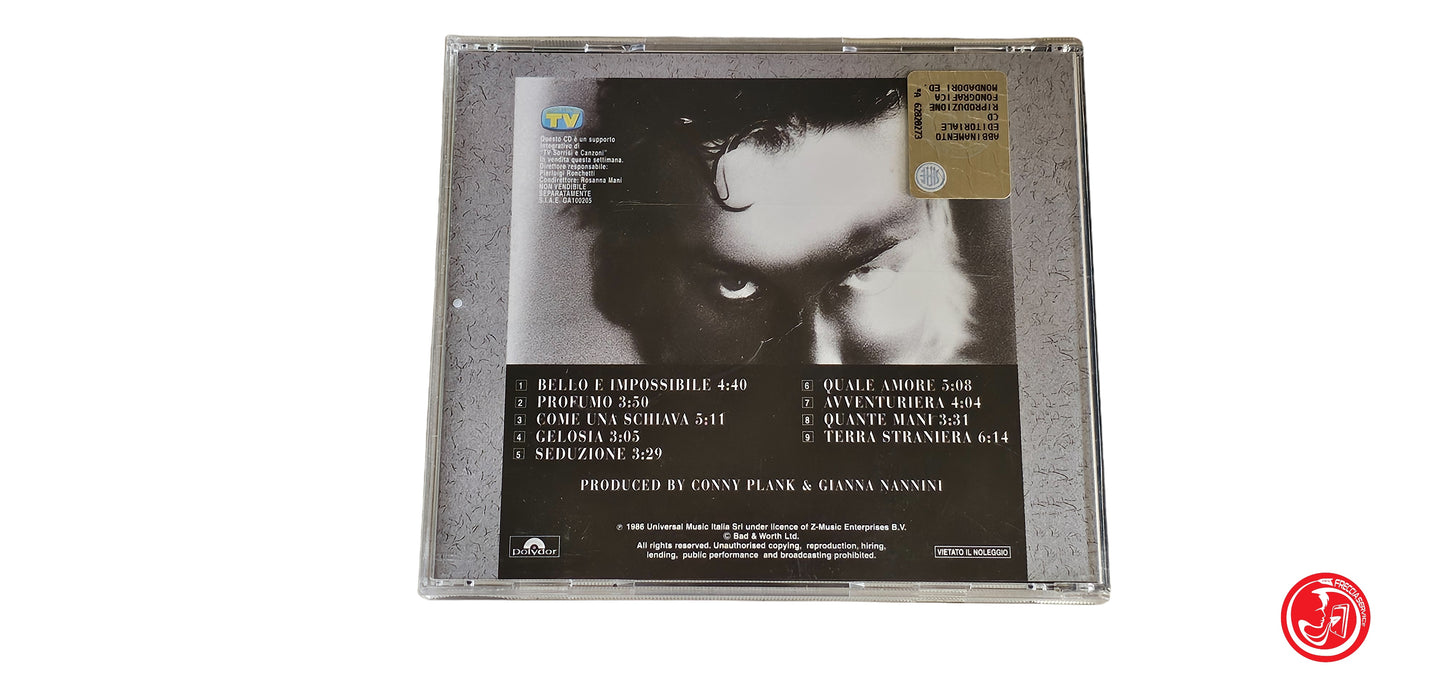 TV
Questo CD è un supporto
integrativo di
"TV Sorrisi e Canzoni"
in vendita questa settimana.
Direttore responsabile:
Pierluigi Ronchetti
Condirettore: Rosanna Mani
NON VENDIBILE
SEPARATAMENTE
S.I.A.E. GA100205
ABBINAMENTO
EDITORIALE
CD
RIPRODUZIONE
FONOGRAFICA
MONDADORI ED.
*A 62020273
SIAE
1 BELLO E IMPOSSIBILE 4:40
2 PROFUMO 3:50
3 COME UNA SCHIAVA 5:11
4 GELOSIA 3:05
5 SEDUZIONE 3:29
6 QUALE AMORE 5:08
7 AVVENTURIERA 4:04
8 QUANTE MANI 3:31
9 TERRA STRANIERA 6:14
PRODUCED BY CONNY PLANK & GIANNA NANNINI
℗ 1986 Universal Music Italia Srl under licence of Z-Music Enterprises B.V.
© Bad & Worth Ltd.
All rights reserved. Unauthorised copying, reproduction, hiring,
lending, public performance and broadcasting prohibited.
polydor
VIETATO IL NOLEGGIO
FRECCIASERVICE